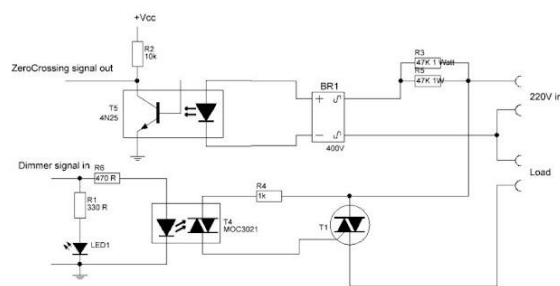 +Vcc
R2
10k
ZeroCrossing signal out
T5
4N25
BR1
400V
R3
47K 1 Watt
R5
47K 1W
220V in
Load
Dimmer signal in
R6
470 R
R1
330 R
LED1
T4
MOC3021
R4
1k
T1